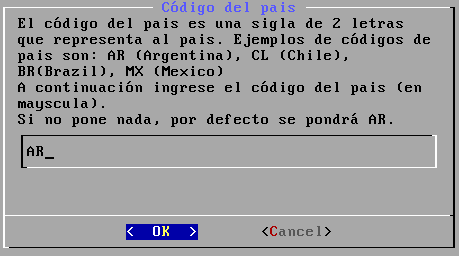 Código del pais
El código del pais es una sigla de 2 letras
que representa al pais. Ejemplos de códigos de
pais son: AR (Argentina), CL (Chile),
BR(Brazil), MX (Mexico)
A continuación ingrese el código del pais (en
mayscula).
Si no pone nada, por defecto se pondrá AR.
AR_
<  OK  >
<Cancel>